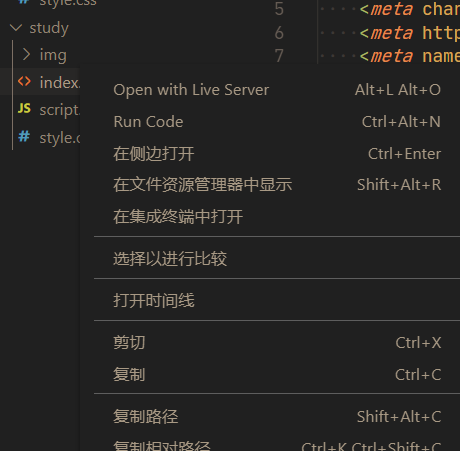 style.css
study
img
index.
JS script.
style.c
5 <meta char
6 <meta http
7 <meta name
Open with Live Server Alt+L Alt+O
Run Code Ctrl+Alt+N
在侧边打开 Ctrl+Enter
在文件资源管理器中显示 Shift+Alt+R
在集成终端中打开
选择以进行比较
打开时间线
剪切 Ctrl+X
复制 Ctrl+C
复制路径 Shift+Alt+C
复制相对路径 Ctrl+K Ctrl+Shift+C